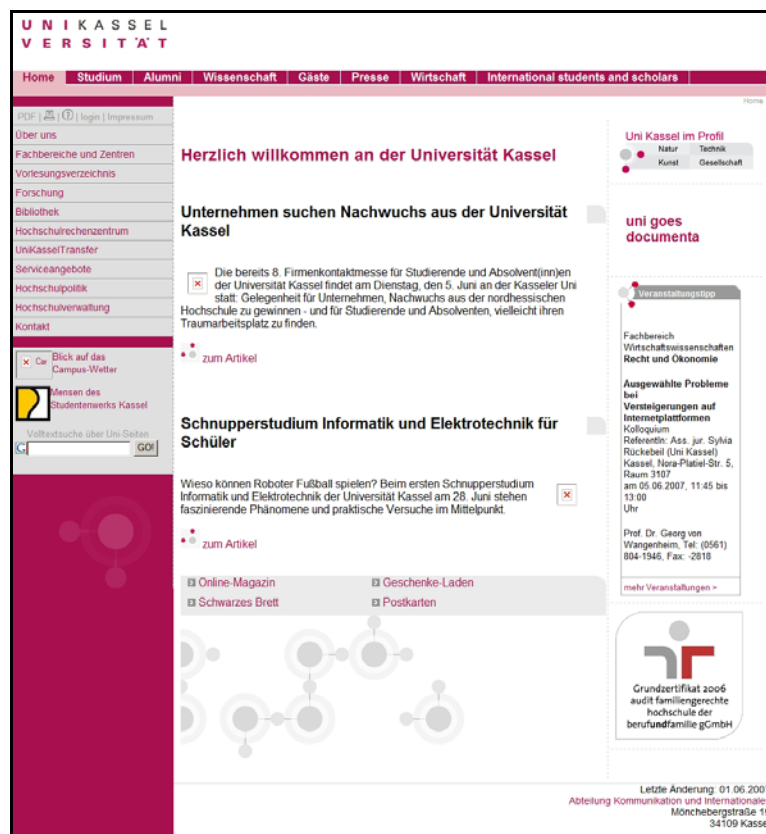 UNIKASSEL
VERSITÄT
Home Studium Alumni Wissenschaft Gäste Presse Wirtschaft International students and scholars
Home
PDF | | login | Impressum
Über uns
Fachbereiche und Zentren
Vorlesungsverzeichnis
Forschung
Bibliothek
Hochschulrechenzentrum
UniKasselTransfer
Serviceangebote
Hochschulpolitik
Hochschulverwaltung
Kontakt
Car
Blick auf das
Campus-Wetter
Mensen des
Studentenwerks Kassel
Volltextsuche über Uni-Seiten
G GO!
Herzlich willkommen an der Universität Kassel
Unternehmen suchen Nachwuchs aus der Universität
Kassel
Die bereits 8. Firmenkontaktmesse für Studierende und Absolvent(inn)en
der Universität Kassel findet am Dienstag, den 5. Juni an der Kasseler Uni
statt: Gelegenheit für Unternehmen, Nachwuchs aus der nordhessischen
Hochschule zu gewinnen - und für Studierende und Absolventen, vielleicht ihren
Traumarbeitsplatz zu finden.
zum Artikel
Schnupperstudium Informatik und Elektrotechnik für
Schüler
Wieso können Roboter Fußball spielen? Beim ersten Schnupperstudium
Informatik und Elektrotechnik der Universität Kassel am 28. Juni stehen
faszinierende Phänomene und praktische Versuche im Mittelpunkt.
zum Artikel
Online-Magazin Geschenke-Laden
Schwarzes Brett Postkarten
Uni Kassel im Profil
Natur Technik
Kunst Gesellschaft
uni goes
documenta
Veranstaltungstipp
Fachbereich
Wirtschaftswissenschaften
Recht und Ökonomie
Ausgewählte Probleme
bei
Versteigerungen auf
Internetplattformen
Kolloquium
ReferentIn: Ass. jur. Sylvia
Rückebeil (Uni Kassel)
Kassel, Nora-Platiel-Str. 5,
Raum 3107
am 05.06.2007, 11:45 bis
13:00
Uhr
Prof. Dr. Georg von
Wangenheim, Tel: (0561)
804-1946, Fax: -2818
mehr Veranstaltungen >
Grundzertifikat 2006
audit familiengerechte
hochschule der
berufundfamilie gGmbH
Letzte Änderung: 01.06.200
Abteilung Kommunikation und Internationale
Mönchebergstraße 1
34109 Kasse